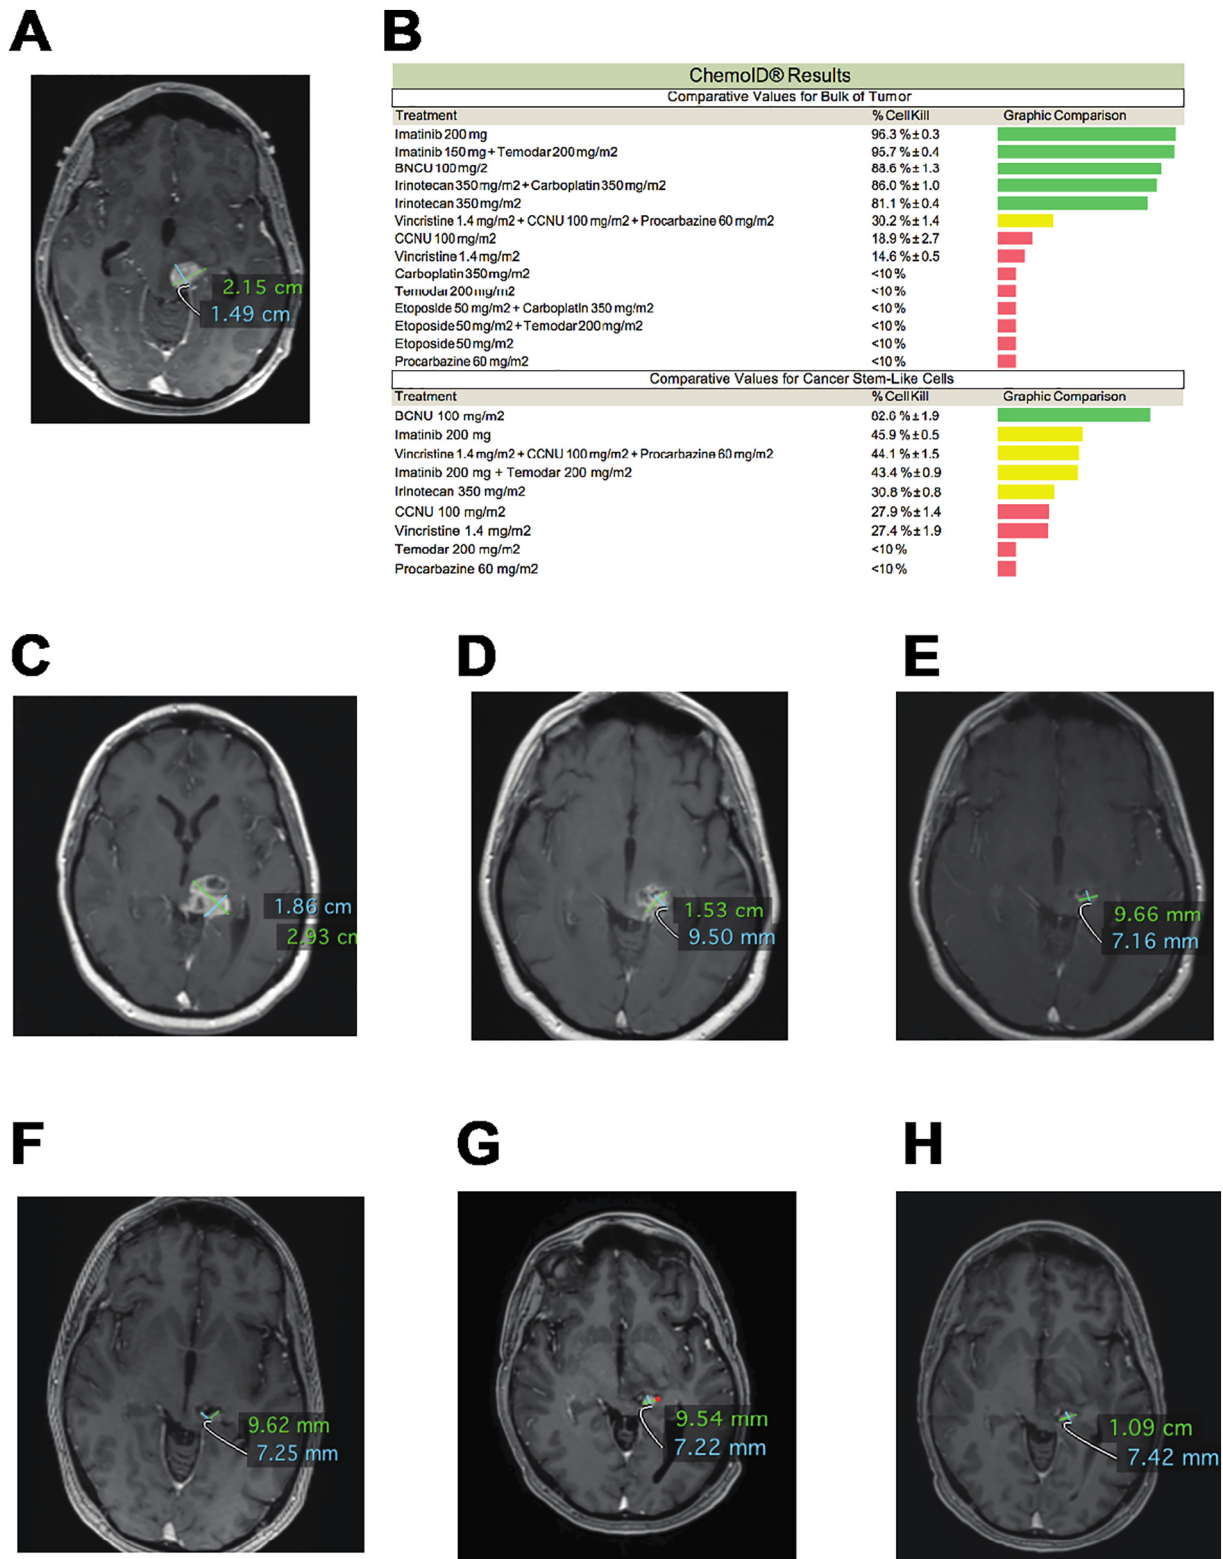 A
B
2.15 cm
1.49 cm
ChemoID® Results
Comparative Values for Bulk of Tumor
Treatment % Cell Kill Graphic Comparison
Imatinib 200 mg 96.3 %± 0.3
Imatinib 150 mg + Temodar 200 mg/m2 95.7 %± 0.4
BNCU 100 mg/2 88.6 %± 1.3
Irinotecan 350 mg/m2 + Carboplatin 350 mg/m2 86.0 %± 1.0
Irinotecan 350 mg/m2 81.1 %± 0.4
Vincristine 1.4 mg/m2 + CCNU 100 mg/m2 + Procarbazine 60 mg/m2 30.2 %± 1.4
CCNU 100 mg/m2 18.9 %± 2.7
Vincristine 1.4 mg/m2 14.6 %± 0.5
Carboplatin 350 mg/m2 <10 %
Temodar 200 mg/m2 <10 %
Etoposide 50 mg/m2 + Carboplatin 350 mg/m2 <10 %
Etoposide 50 mg/m2 + Temodar 200 mg/m2 <10 %
Etoposide 50 mg/m2 <10 %
Procarbazine 60 mg/m2 <10 %
Comparative Values for Cancer Stem-Like Cells
Treatment % Cell Kill Graphic Comparison
BCNU 100 mg/m2 82.6 %± 1.9
Imatinib 200 mg 45.9 %± 0.5
Vincristine 1.4 mg/m2 + CCNU 100 mg/m2 + Procarbazine 60 mg/m2 44.1 %± 1.5
Imatinib 200 mg + Temodar 200 mg/m2 43.4 %± 0.9
Irinotecan 350 mg/m2 30.8 %± 0.8
CCNU 100 mg/m2 27.9 %± 1.4
Vincristine 1.4 mg/m2 27.4 %± 1.9
Temodar 200 mg/m2 <10 %
Procarbazine 60 mg/m2 <10 %
C
D
E
1.86 cm
2.93 cm
1.53 cm
9.50 mm
9.66 mm
7.16 mm
F
G
H
9.62 mm
7.25 mm
9.54 mm
7.22 mm
1.09 cm
7.42 mm